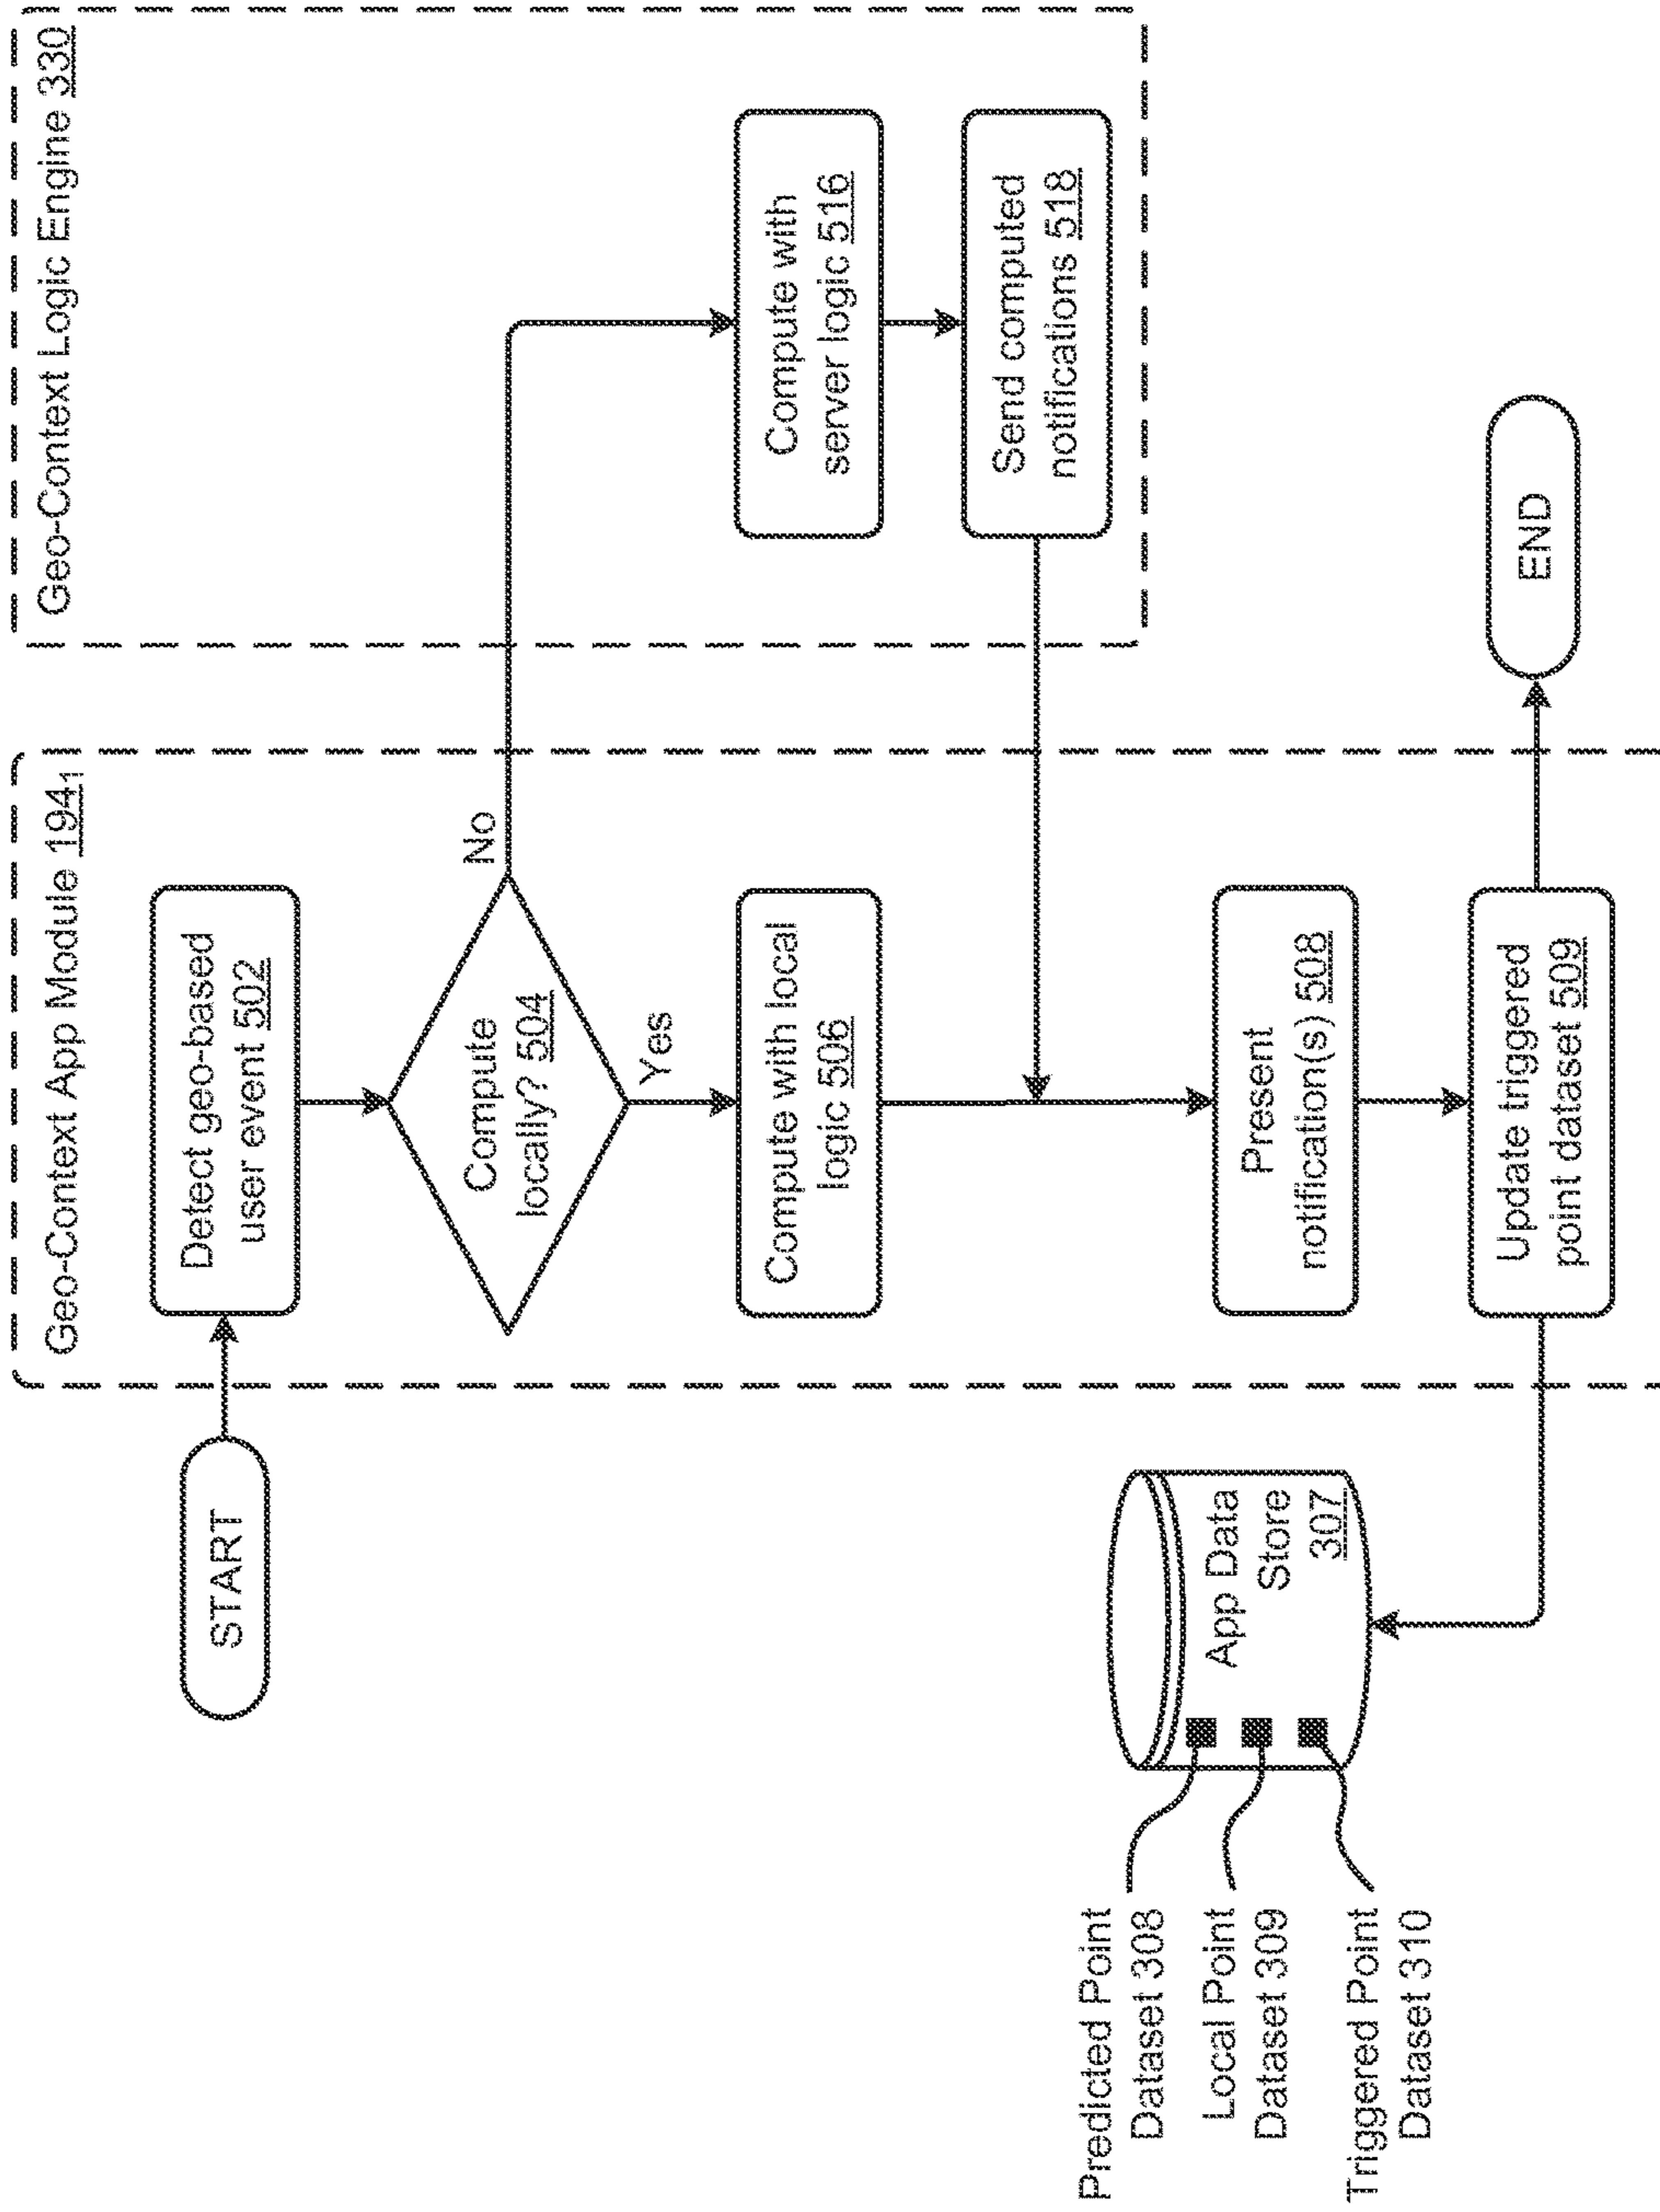 Geo-Context App Module 194₁
Geo-Context Logic Engine 330
START
Detect geo-based
user event 502
Compute
locally? 504
No
Yes
Compute with local
logic 506
Compute with
server logic 516
Send computed
notifications 518
Present
notification(s) 508
Update triggered
point dataset 509
END
App Data
Store
307
Predicted Point
Dataset 308
Local Point
Dataset 309
Triggered Point
Dataset 310